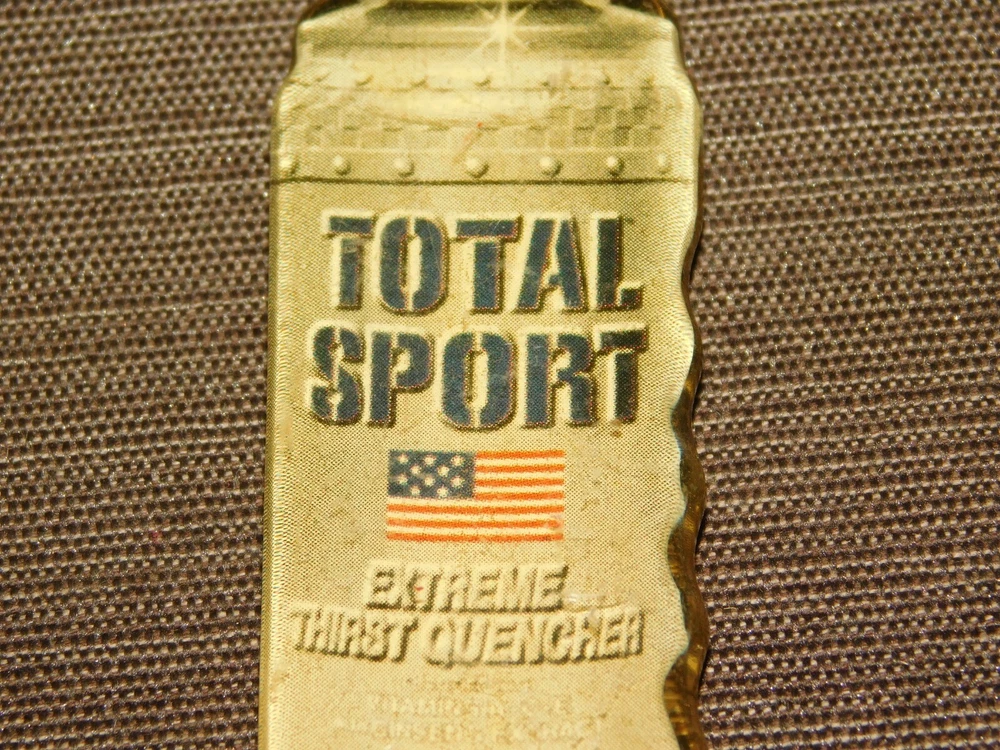 TOTAL
SPORT
EXTREME
THIRST QUENCHER